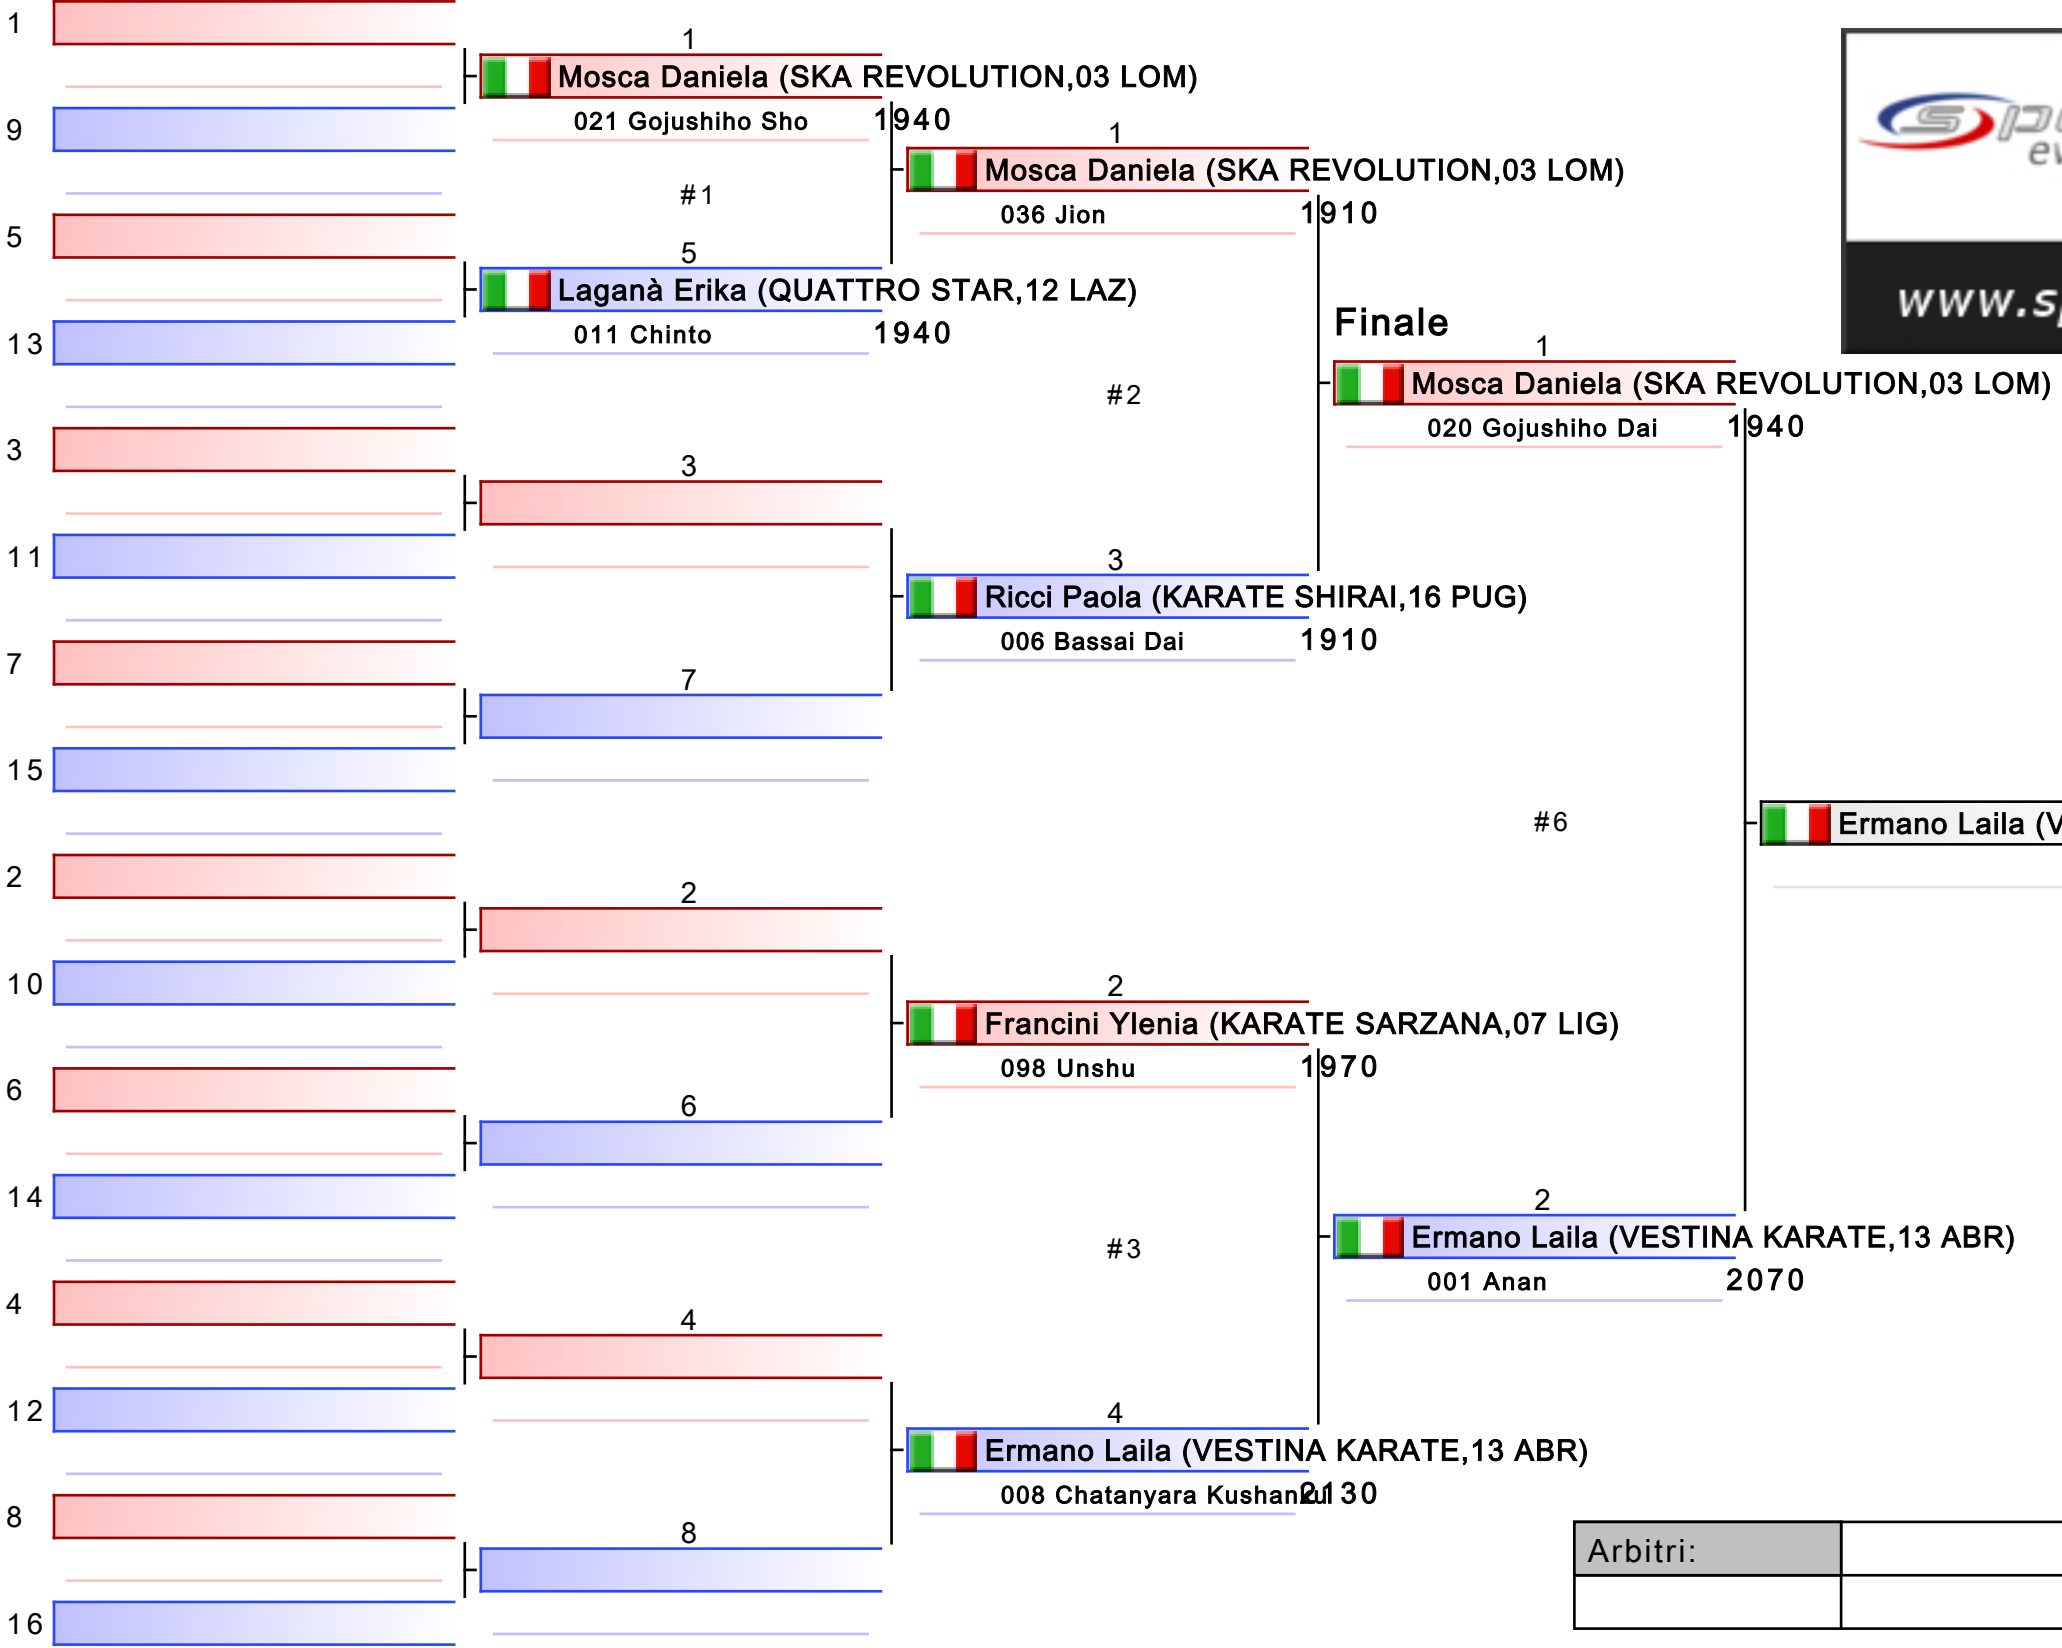 1
1
Mosca Daniela (SKA REVOLUTION,03 LOM)
9
021 Gojushiho Sho 1940
1
Mosca Daniela (SKA REVOLUTION,03 LOM)
#1
036 Jion 1910
5
5
Laganà Erika (QUATTRO STAR,12 LAZ)
www.s
Finale
13
011 Chinto 1940
1
Mosca Daniela (SKA REVOLUTION,03 LOM)
#2
020 Gojushiho Dai 1940
3
3
11
3
Ricci Paola (KARATE SHIRAI,16 PUG)
006 Bassai Dai 1910
7
7
15
#6
Ermano Laila (V
2
2
10
2
Francini Ylenia (KARATE SARZANA,07 LIG)
098 Unshu 1970
6
6
14
2
Ermano Laila (VESTINA KARATE,13 ABR)
#3
001 Anan 2070
4
4
12
4
Ermano Laila (VESTINA KARATE,13 ABR)
008 Chatanyara Kushanku 2130
8
8
Arbitri:
16